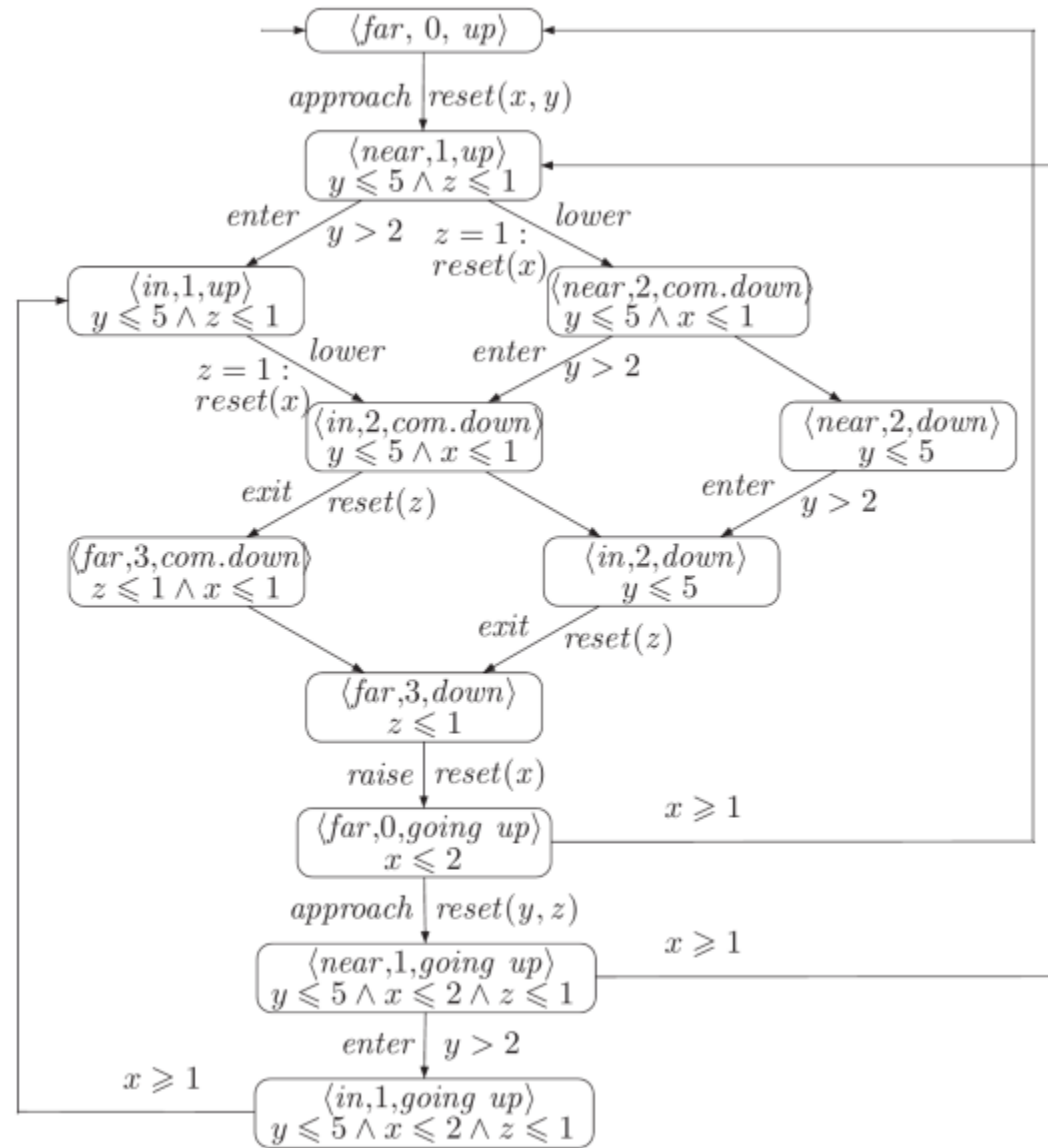 ⟨far, 0, up⟩
approach reset(x, y)
⟨near,1,up⟩
y ⩽ 5 ∧ z ⩽ 1
enter
y > 2
lower
z = 1 :
reset(x)
⟨in,1,up⟩
y ⩽ 5 ∧ z ⩽ 1
⟨near,2,com.down⟩
y ⩽ 5 ∧ x ⩽ 1
lower
z = 1 :
reset(x)
enter
y > 2
⟨in,2,com.down⟩
y ⩽ 5 ∧ x ⩽ 1
⟨near,2,down⟩
y ⩽ 5
exit
reset(z)
enter
y > 2
⟨far,3,com.down⟩
z ⩽ 1 ∧ x ⩽ 1
⟨in,2,down⟩
y ⩽ 5
exit
reset(z)
⟨far,3,down⟩
z ⩽ 1
raise reset(x)
⟨far,0,going up⟩
x ⩽ 2
x ⩾ 1
approach reset(y, z)
⟨near,1,going up⟩
y ⩽ 5 ∧ x ⩽ 2 ∧ z ⩽ 1
x ⩾ 1
enter y > 2
⟨in,1,going up⟩
y ⩽ 5 ∧ x ⩽ 2 ∧ z ⩽ 1
x ⩾ 1